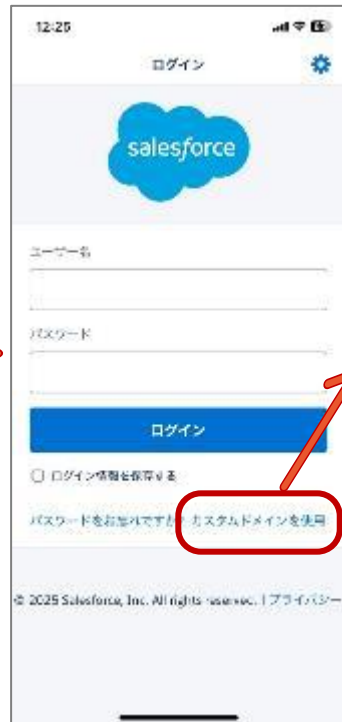 12:25
ログイン
salesforce
ユーザー名
パスワード
ログイン
ログイン情報を保存する
パスワードをお忘れですか? カスタムドメインを使用
© 2025 Salesforce, Inc. All rights reserved. | プライバシー